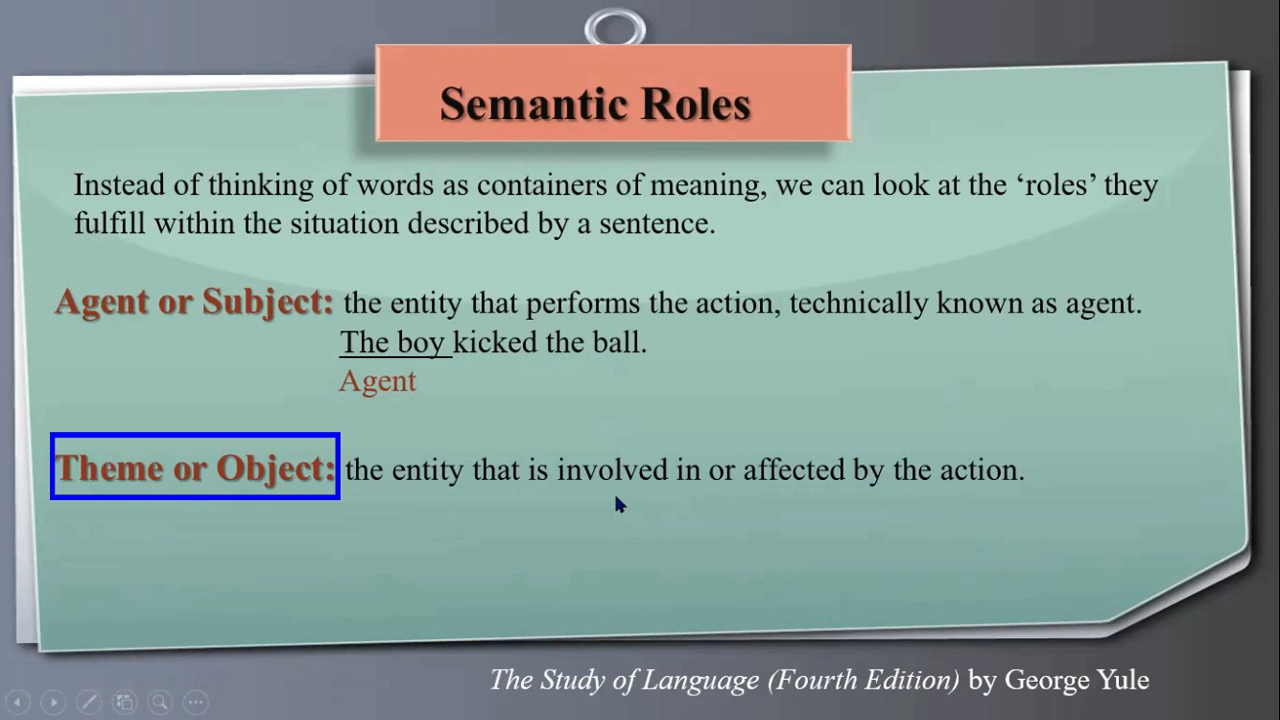 Semantic Roles
Instead of thinking of words as containers of meaning, we can look at the ‘roles’ they
fulfill within the situation described by a sentence.
Agent or Subject: the entity that performs the action, technically known as agent.
The boy kicked the ball.
Agent
Theme or Object: the entity that is involved in or affected by the action.
The Study of Language (Fourth Edition) by George Yule